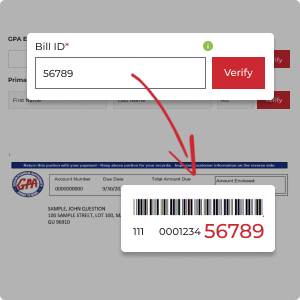 GPA E
Bill ID*
56789
Verify
Prima
First Name
Last Name
Verify
Return this portion with your payment - Keep above portion for your records. Important customer information on the reverse side.
GPA
Account Number
Due Date
Total Amount Due
Amount Enclosed:
0000000000
9/30/20
SAMPLE, JOHN QUESTION
100 SAMPLE STREET, LOT 100, MA
GU 96910
111 0001234 56789